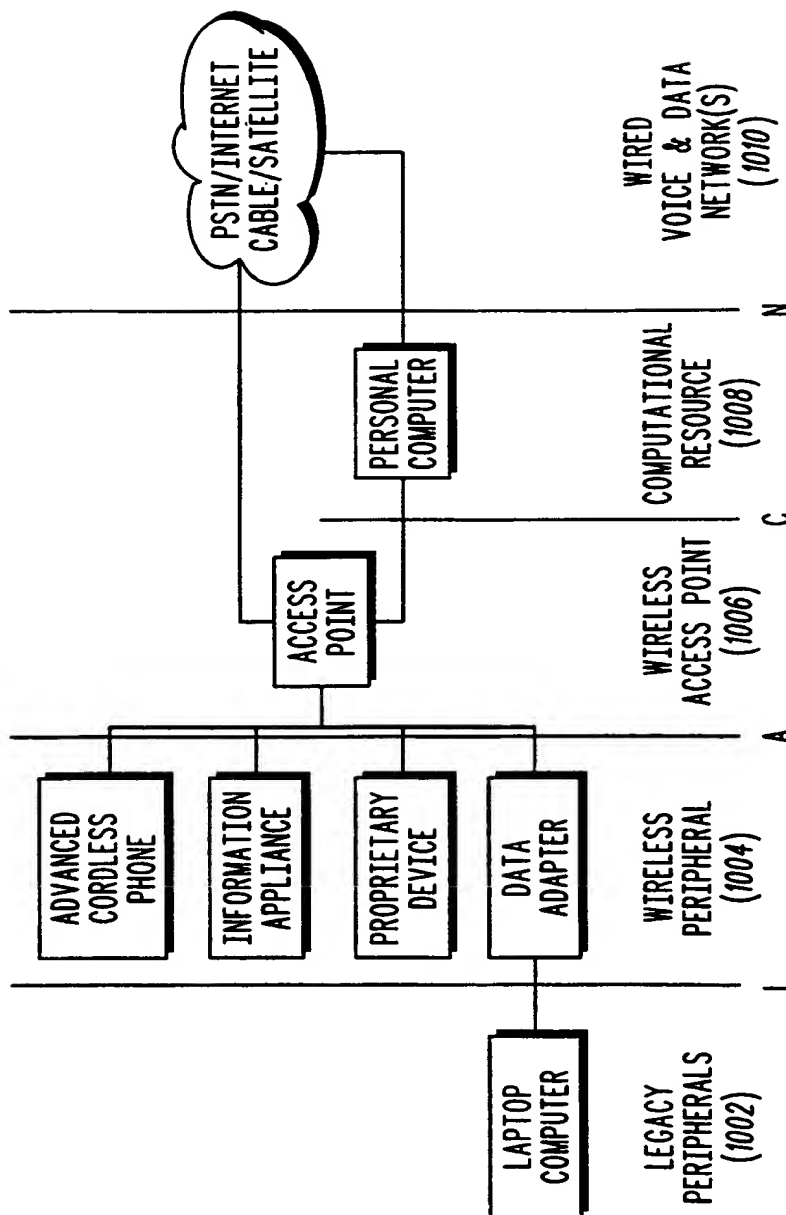 PSTN/INTERNET
CABLE/SATELLITE
ADVANCED
CORDLESS
PHONE
INFORMATION
APPLIANCE
ACCESS
POINT
PROPRIETARY
DEVICE
PERSONAL
COMPUTER
LAPTOP
COMPUTER
DATA
ADAPTER
LEGACY
PERIPHERALS
(1002)
WIRELESS
PERIPHERAL
(1004)
WIRELESS
ACCESS POINT
(1006)
COMPUTATIONAL
RESOURCE
(1008)
WIRED
VOICE & DATA
NETWORK(S)
(1010)
I
A
C
N